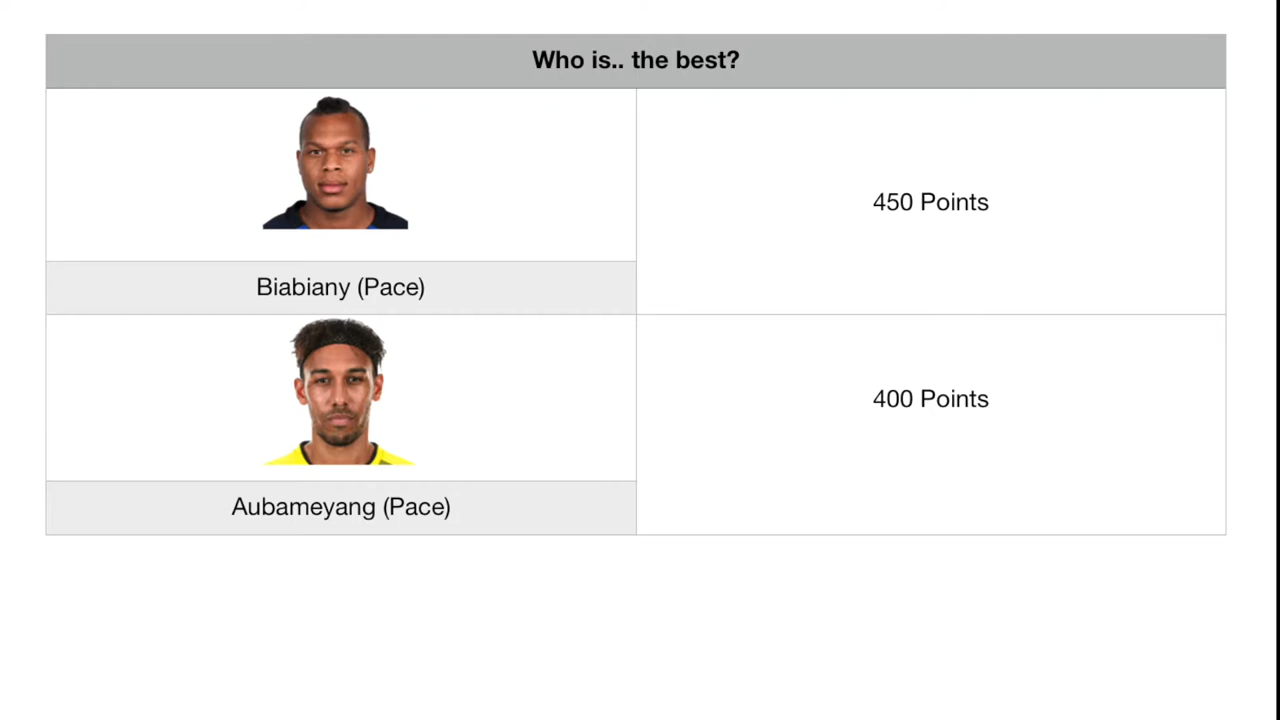 Who is.. the best?
450 Points
Biabiany (Pace)
400 Points
Aubameyang (Pace)